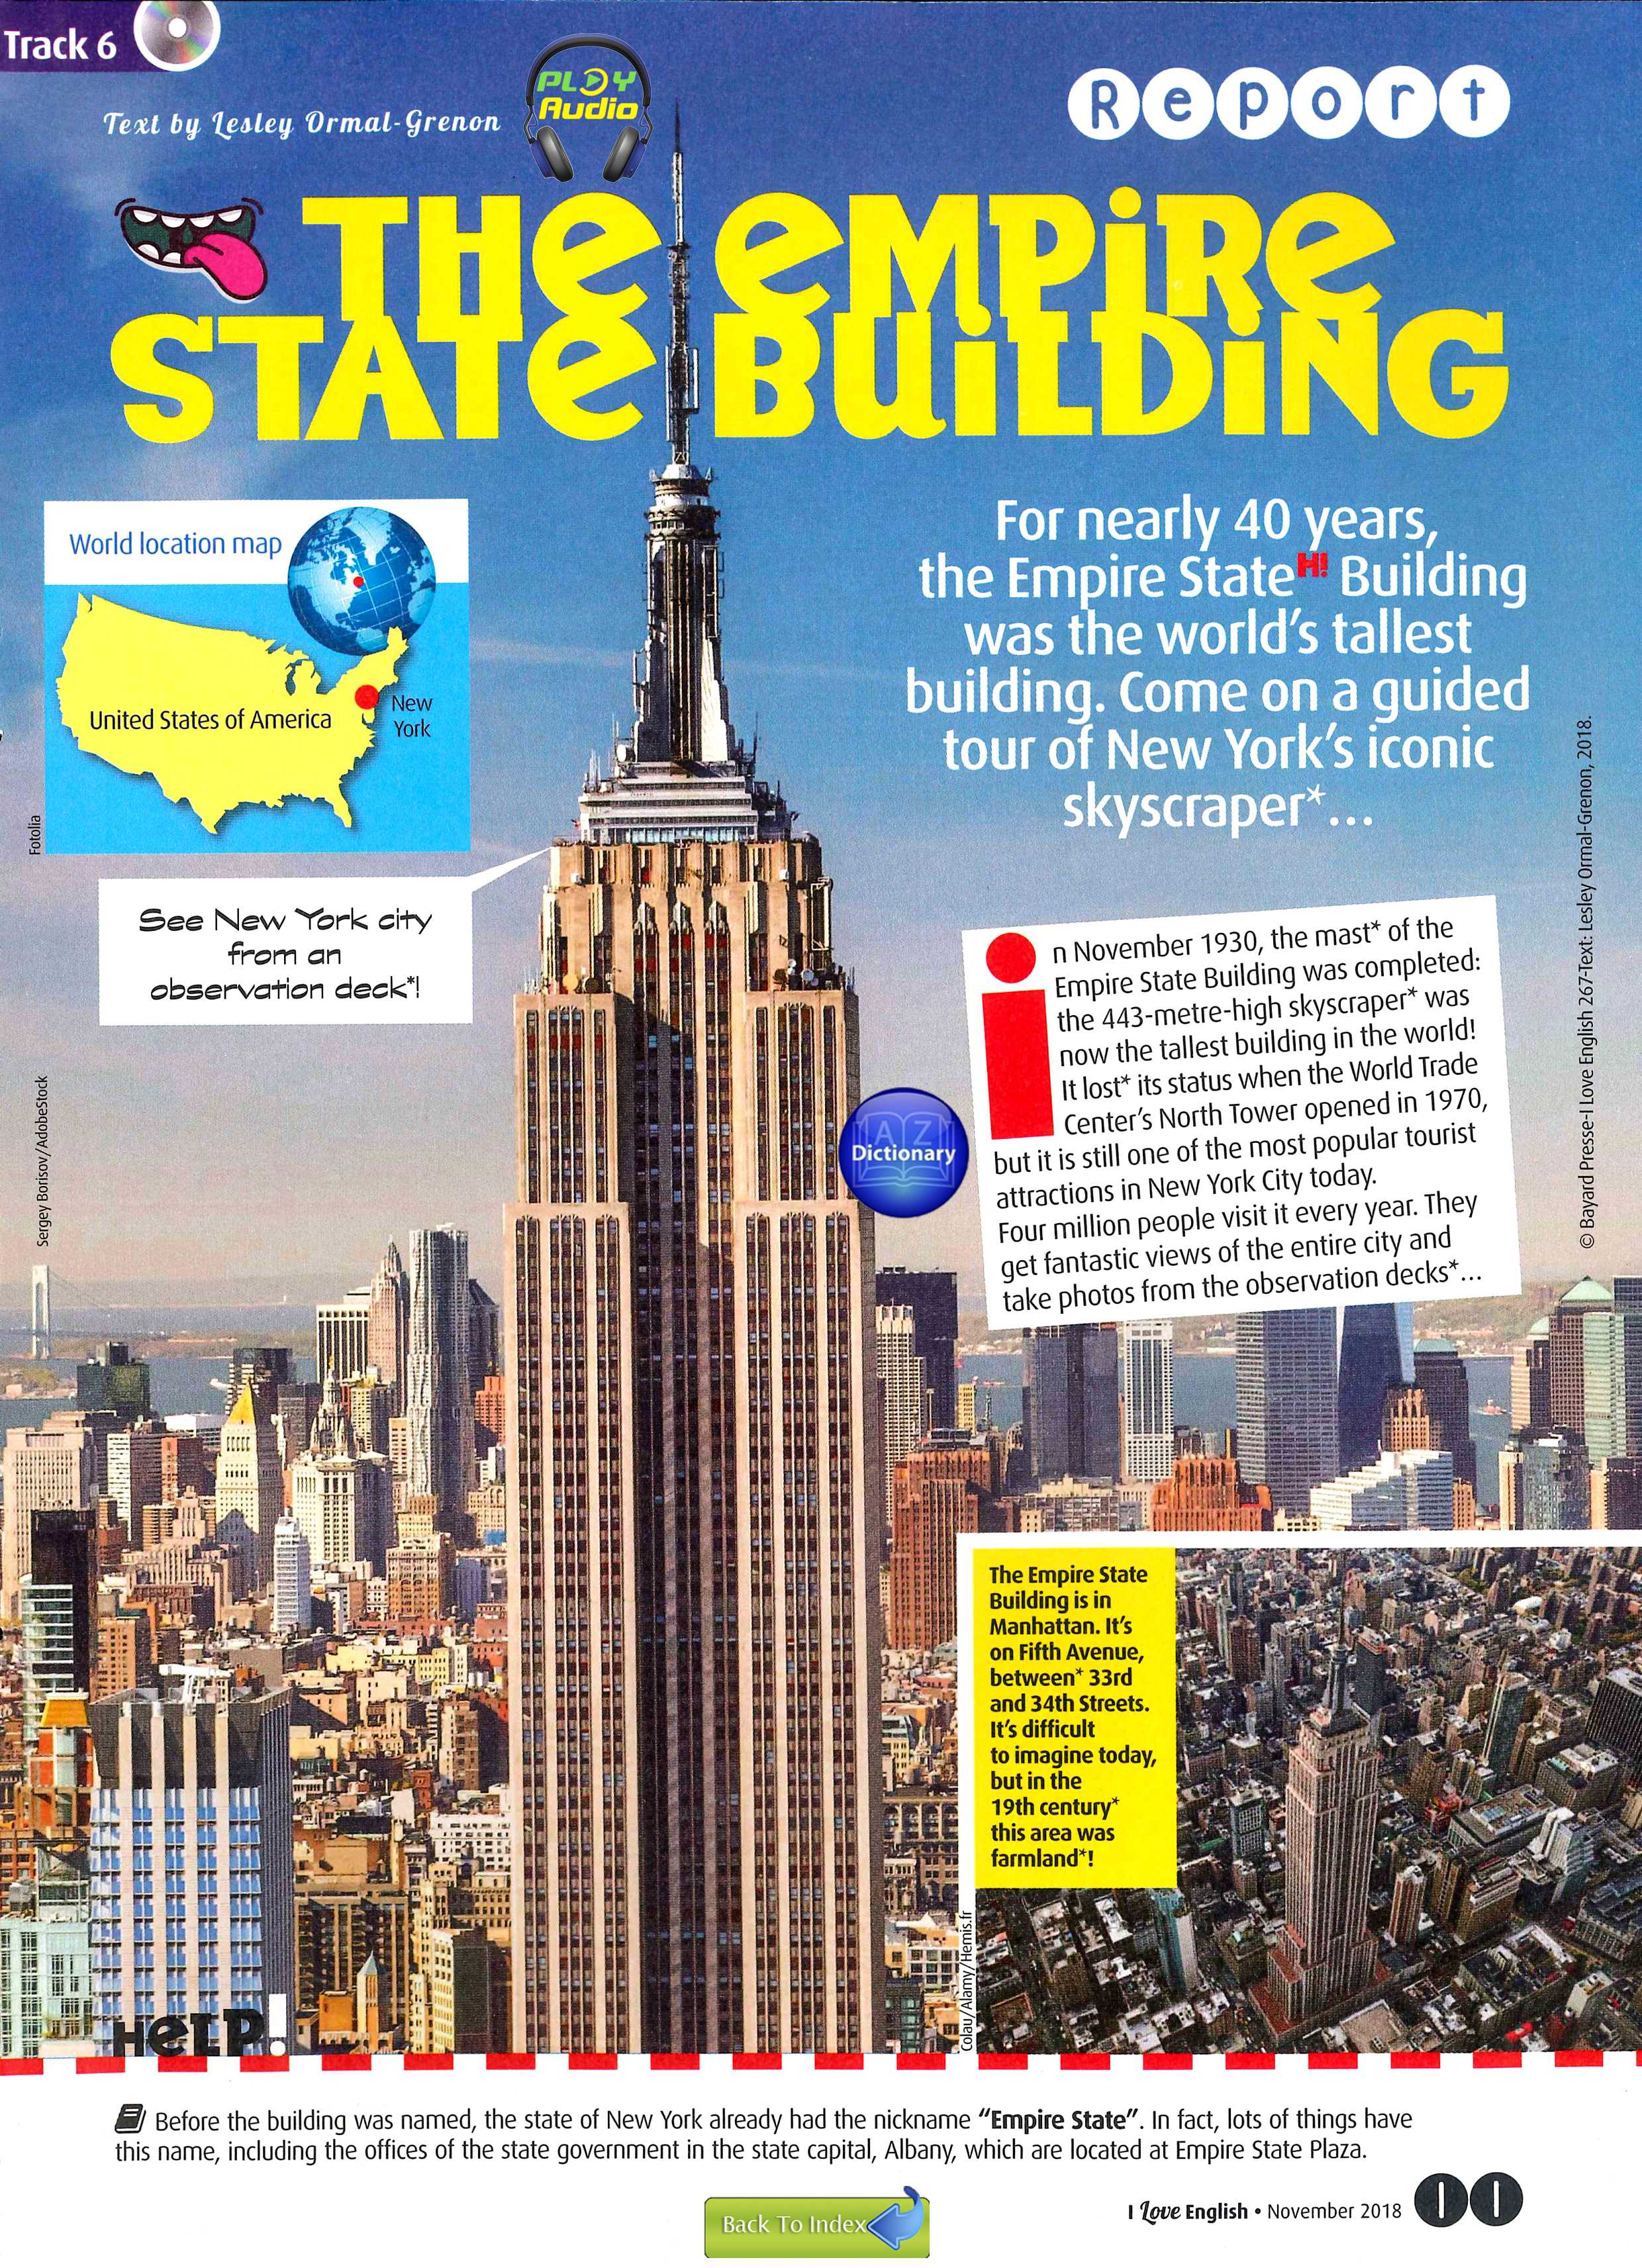 Track 6
Text by Lesley Ormal-Grenon
PLAY
Audio
Report
THE EMPIRE
STATE BUILDING
World location map
United States of America
New
York
Fotolia
For nearly 40 years,
the Empire State H! Building
was the world's tallest
building. Come on a guided
tour of New York's iconic
skyscraper*...
See New York city
from an
observation deck*!
In November 1930, the mast* of the
Empire State Building was completed:
the 443-metre-high skyscraper* was
now the tallest building in the world!
It lost* its status when the World Trade
Center's North Tower opened in 1970,
but it is still one of the most popular tourist
attractions in New York City today.
Four million people visit it every year. They
get fantastic views of the entire city and
take photos from the observation decks*...
A Z
Dictionary
Sergey Borisov/AdobeStock
© Bayard Presse-I Love English 267-Text: Lesley Ormal-Grenon, 2018.
The Empire State
Building is in
Manhattan. It's
on Fifth Avenue,
between* 33rd
and 34th Streets.
It's difficult
to imagine today,
but in the
19th century*
this area was
farmland*!
Colau/Alamy/Hemis.fr
HELP!
Before the building was named, the state of New York already had the nickname "Empire State". In fact, lots of things have
this name, including the offices of the state government in the state capital, Albany, which are located at Empire State Plaza.
Back To Index
I Love English • November 2018
11